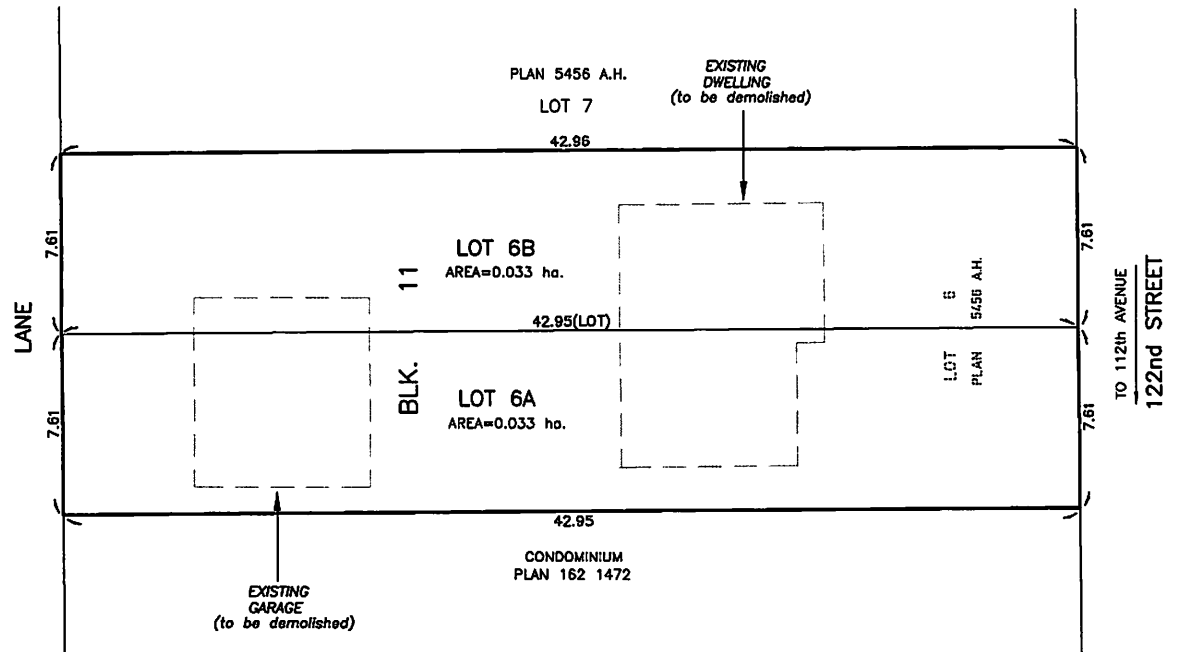 PLAN 5456 A.H.
LOT 7
EXISTING
DWELLING
(to be demolished)
42.96
7.61
7.61
LOT 6B
AREA=0.033 ha.
LANE
BLK. 11
42.95(LOT)
LOT 6
PLAN 5456 A.H.
TO 112th AVENUE
122nd STREET
LOT 6A
AREA=0.033 ha.
7.61
7.61
42.95
CONDOMINIUM
PLAN 162 1472
EXISTING
GARAGE
(to be demolished)